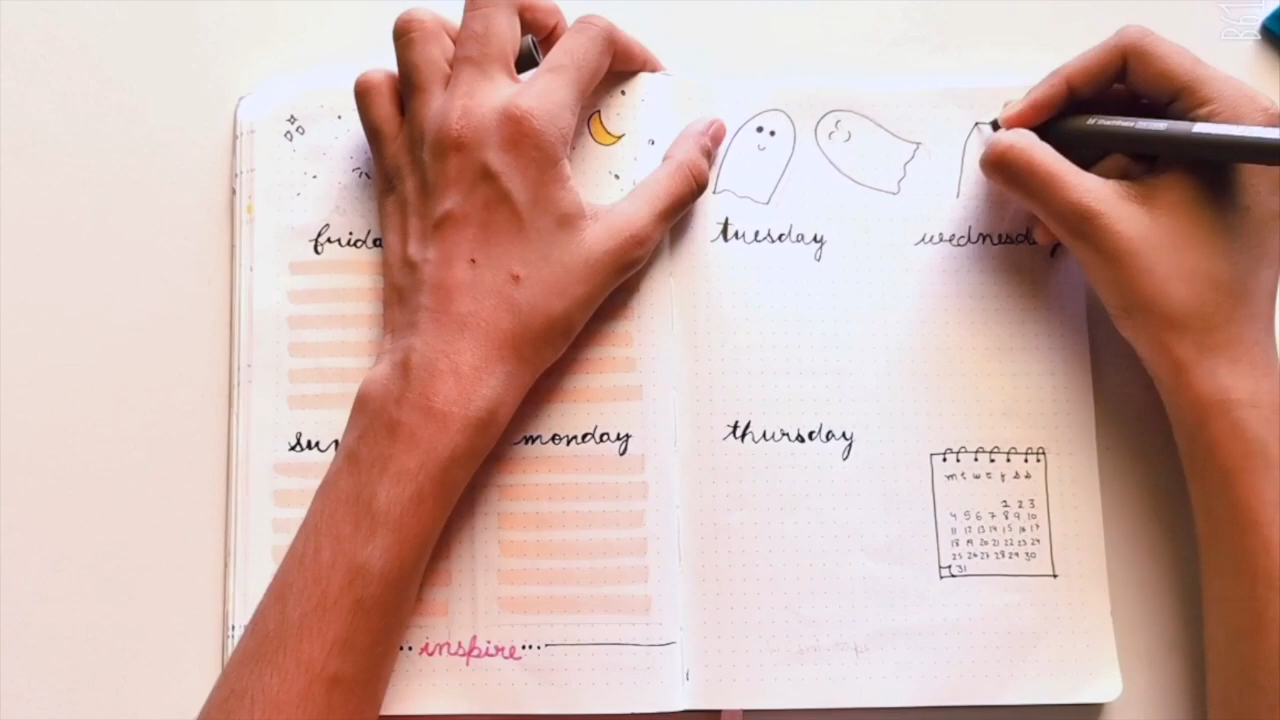 tuesday
thursday
monday
inspire
m t w t f s s
1 2 3
4 5 6 7 8 9 10
11 12 13 14 15 16 17
18 19 20 21 22 23 24
25 26 27 28 29 30
31